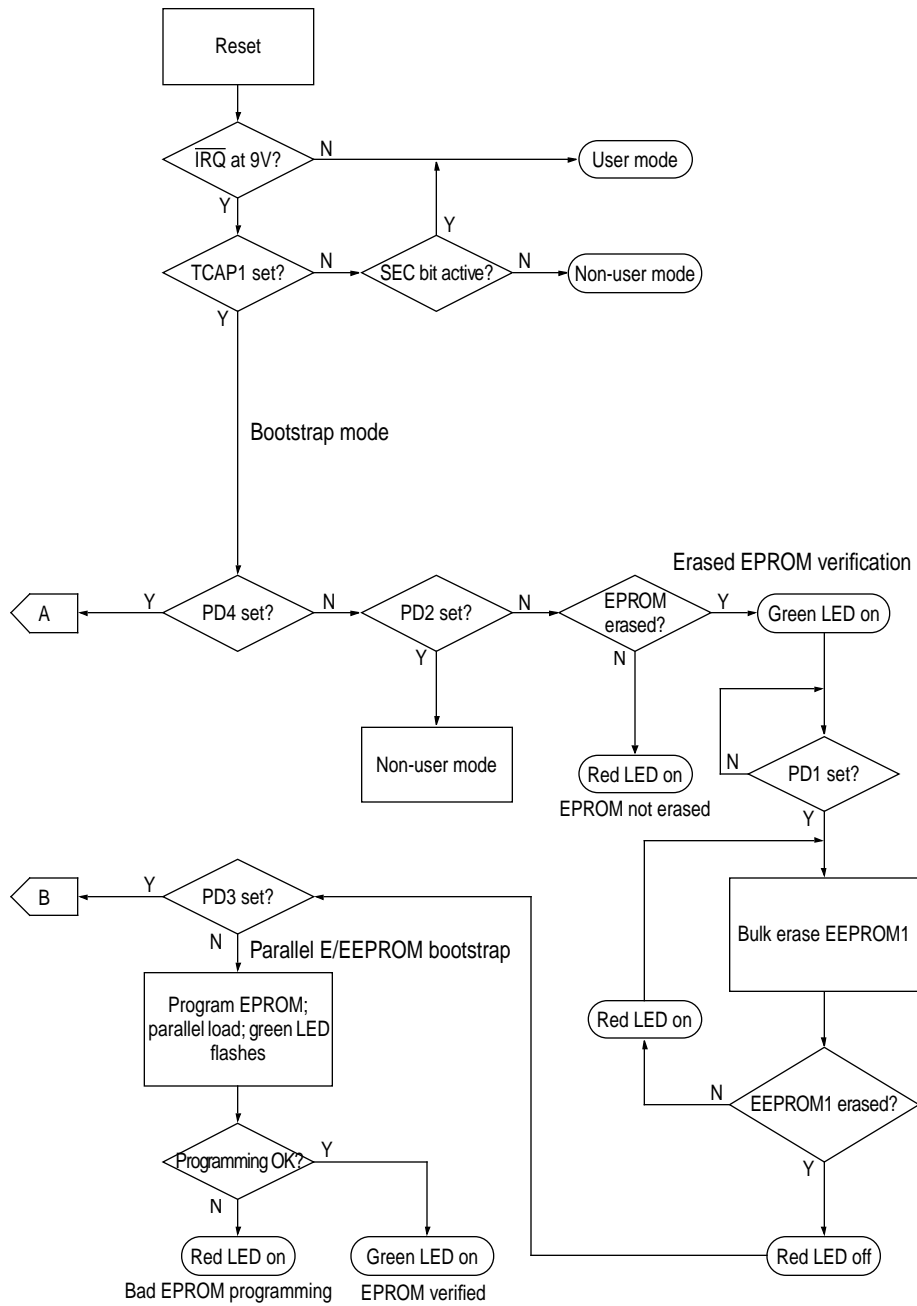 Reset
IRQ at 9V?
N
User mode
Y
Y
TCAP1 set?
N
SEC bit active?
N
Non-user mode
Y
Bootstrap mode
Erased EPROM verification
A
Y
PD4 set?
N
PD2 set?
N
EPROM
erased?
Y
Green LED on
Y
N
Non-user mode
Red LED on
EPROM not erased
N
PD1 set?
Y
B
Y
PD3 set?
N
Parallel E/EEPROM bootstrap
Bulk erase EEPROM1
Program EPROM;
parallel load; green LED
flashes
Red LED on
N
EEPROM1 erased?
Y
Programming OK?
Y
N
Red LED on
Bad EPROM programming
Green LED on
EPROM verified
Red LED off